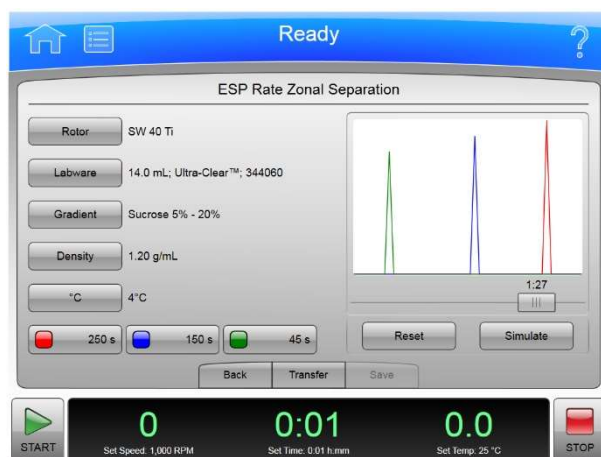 Ready
?
ESP Rate Zonal Separation
Rotor SW 40 Ti
Labware 14.0 mL; Ultra-Clear™; 344060
Gradient Sucrose 5% - 20%
Density 1.20 g/mL
°C 4°C
1:27
250 s 150 s 45 s Reset Simulate
Back Transfer Save
0 0:01 0.0
START Set Speed: 1,000 RPM Set Time: 0:01 h:mm Set Temp: 25 °C STOP